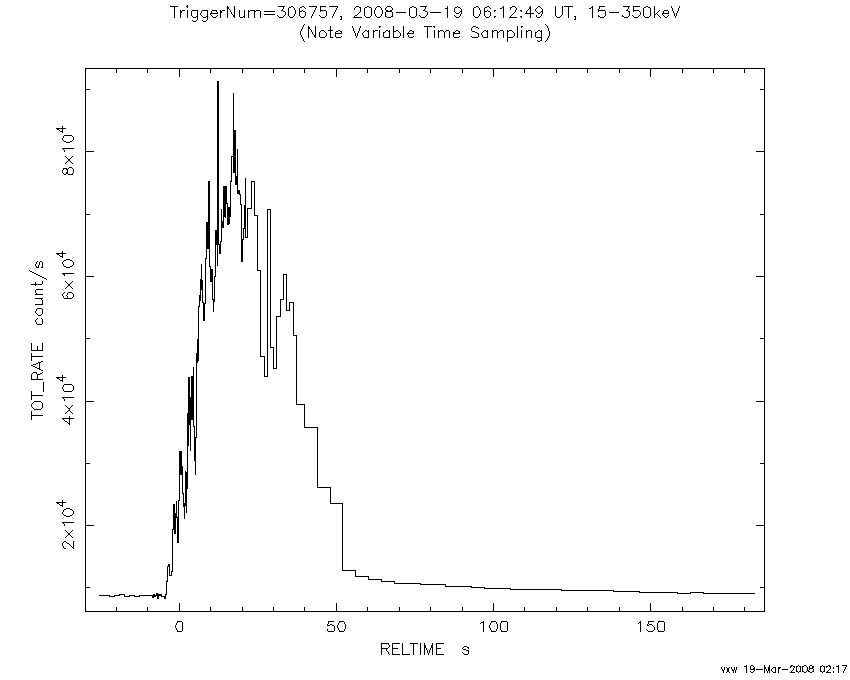 TriggerNum=306757, 2008-03-19 06:12:49 UT, 15-350keV
(Note Variable Time Sampling)
TOT_RATE count/s
8×10⁴
6×10⁴
4×10⁴
2×10⁴
0 50 100 150
RELTIME s
vxw 19-Mar-2008 02:17